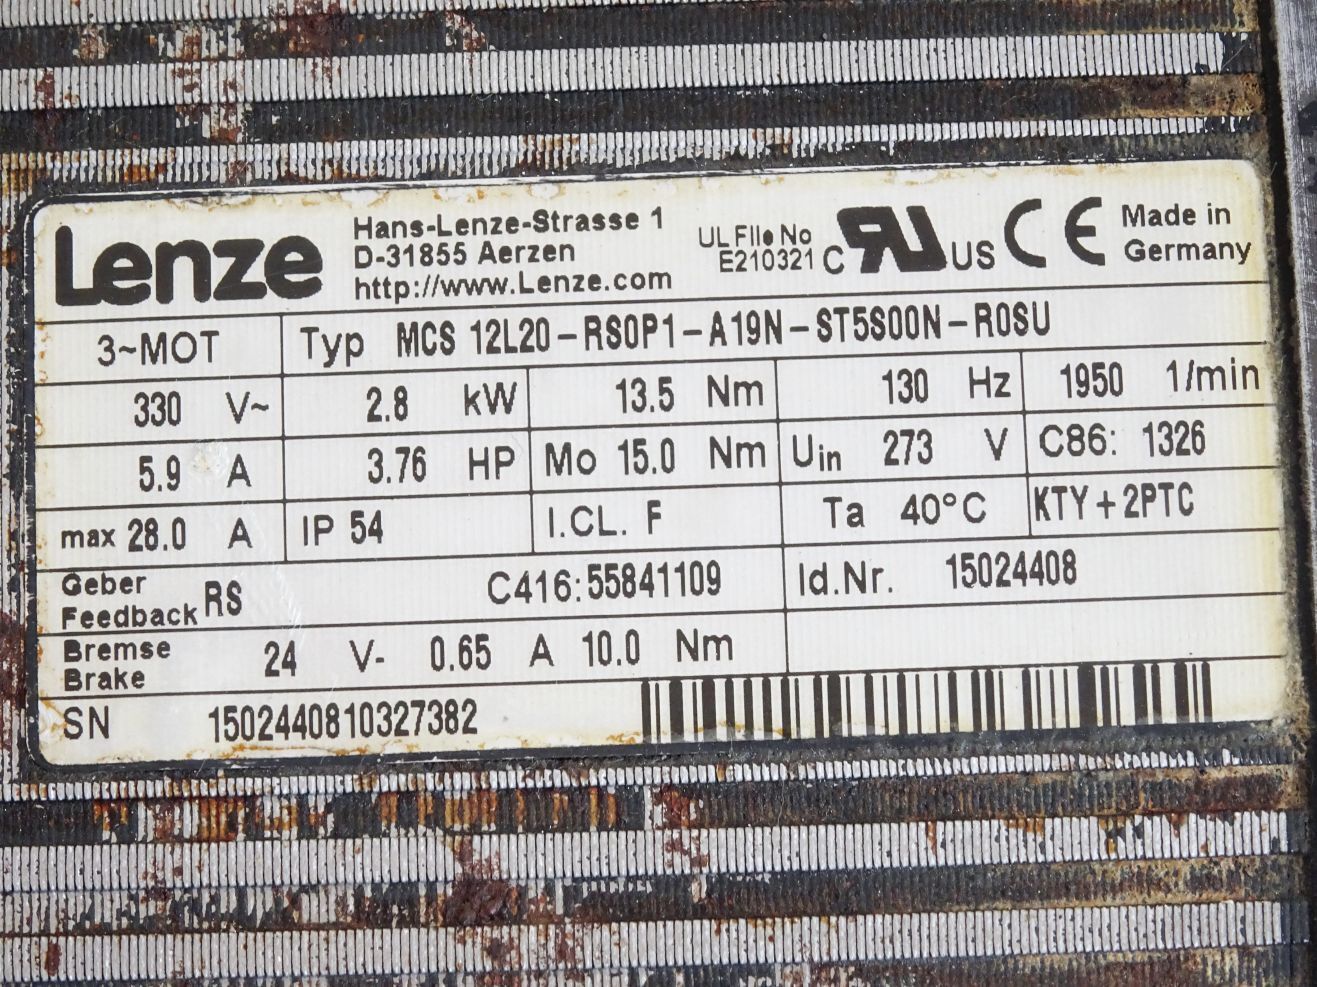 Lenze
Hans-Lenze-Strasse 1
D-31855 Aerzen
http://www.Lenze.com
UL File No
E210321
c RU US CE
Made in
Germany
3~MOT Typ MCS 12L20-RS0P1-A19N-ST5S00N-R0SU
330 V~ 2.8 kW 13.5 Nm 130 Hz 1950 1/min
5.9 A 3.76 HP Mo 15.0 Nm Uin 273 V C86: 1326
max 28.0 A IP 54 I.CL. F Ta 40°C KTY+2PTC
Geber
Feedback RS C416:55841109 Id.Nr. 15024408
Bremse
Brake 24 V- 0.65 A 10.0 Nm
SN 1502440810327382